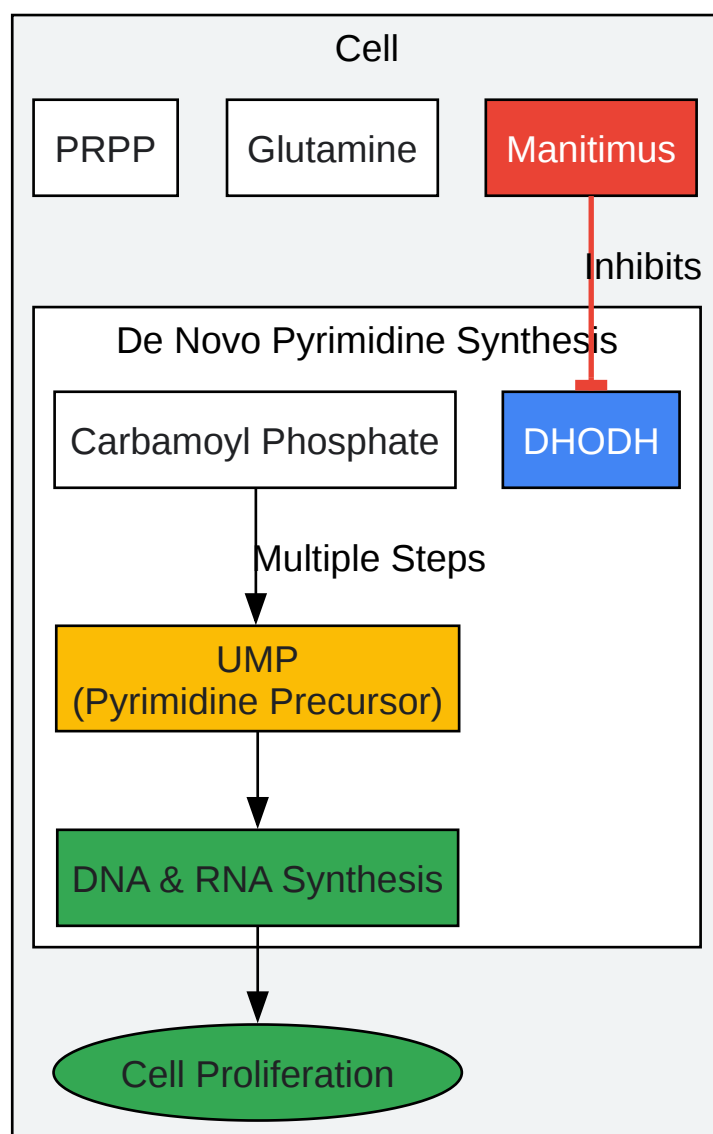 Cell
PRPP
Glutamine
Manitimus
Inhibits
De Novo Pyrimidine Synthesis
Carbamoyl Phosphate
DHODH
Multiple Steps
UMP
(Pyrimidine Precursor)
DNA & RNA Synthesis
Cell Proliferation